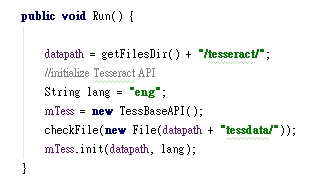 public void Run() {
datapath = getFilesDir() + "/tesseract/";
//initialize Tesseract API
String lang = "eng";
mTess = new TessBaseAPI();
checkFile(new File(datapath + "tessdata/"));
mTess.init(datapath, lang);
}